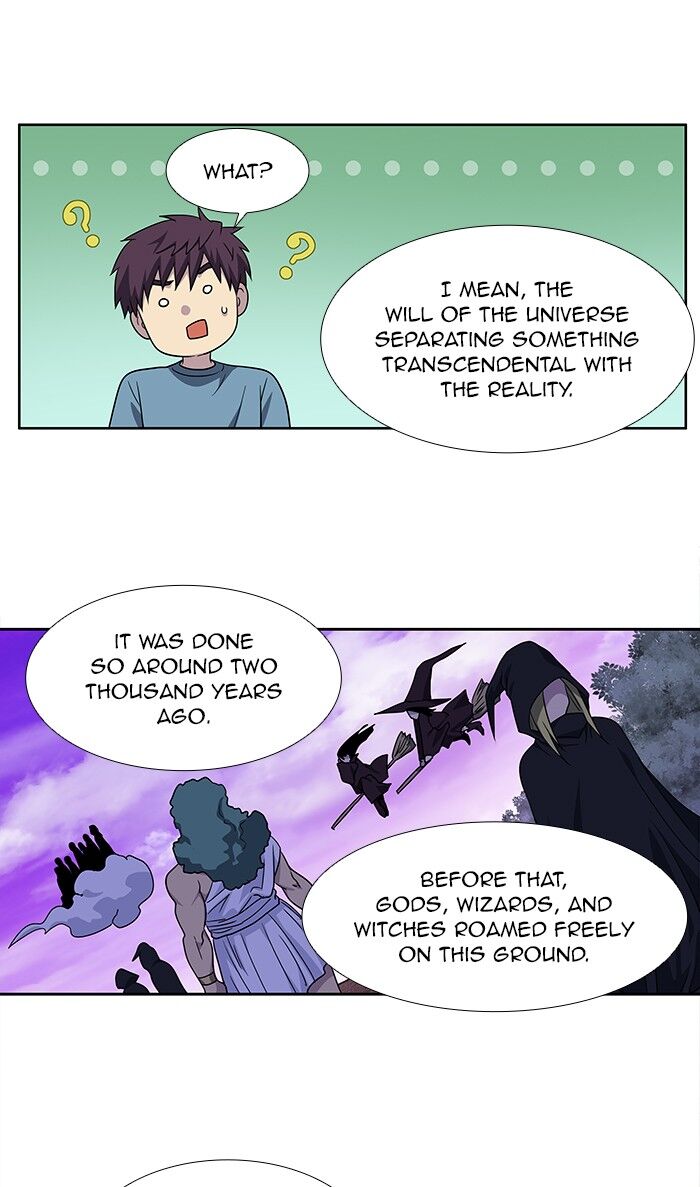 WHAT?
I MEAN, THE
WILL OF THE UNIVERSE
SEPARATING SOMETHING
TRANSCENDENTAL WITH
THE REALITY.
IT WAS DONE
SO AROUND TWO
THOUSAND YEARS
AGO.
BEFORE THAT,
GODS, WIZARDS, AND
WITCHES ROAMED FREELY
ON THIS GROUND.